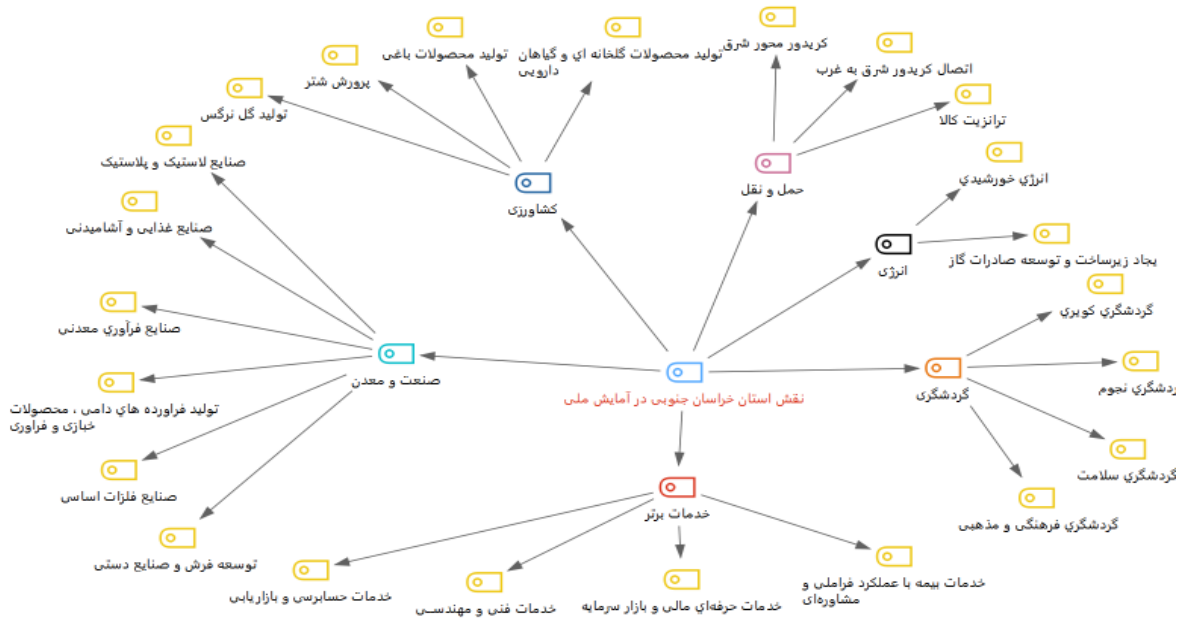 کریدور محور شرق
تولید محصولات گلخانه اي و گیاهان
دارویی
تولید محصولات باغی
اتصال کریدور شرق به غرب
پرورش شتر
تولید گل نرگس
ترانزیت کالا
صنایع لاستیک و پلاستیک
حمل و نقل
انرژي خورشیدي
کشاورزی
صنایع غذایی و آشامیدنی
یجاد زیرساخت و توسعه صادرات گاز
انرژی
گردشگري کویري
صنایع فرآوري معدنی
صنعت و معدن
گردشگری
ردشگري نجوم
نقش استان خراسان جنوبی در آمایش ملی
تولید فراورده هاي دامی ، محصولات
خبازی و فراوری
گردشگري سلامت
صنایع فلزات اساسی
خدمات برتر
گردشگري فرهنگی و مذهبی
توسعه فرش و صنایع دستی
خدمات بیمه با عملکرد فراملی و
مشاوره‌ای
خدمات حرفه‌اي مالی و بازار سرمایه
خدمات فنی و مهندسـی
خدمات حسابرسی و بازاریابی